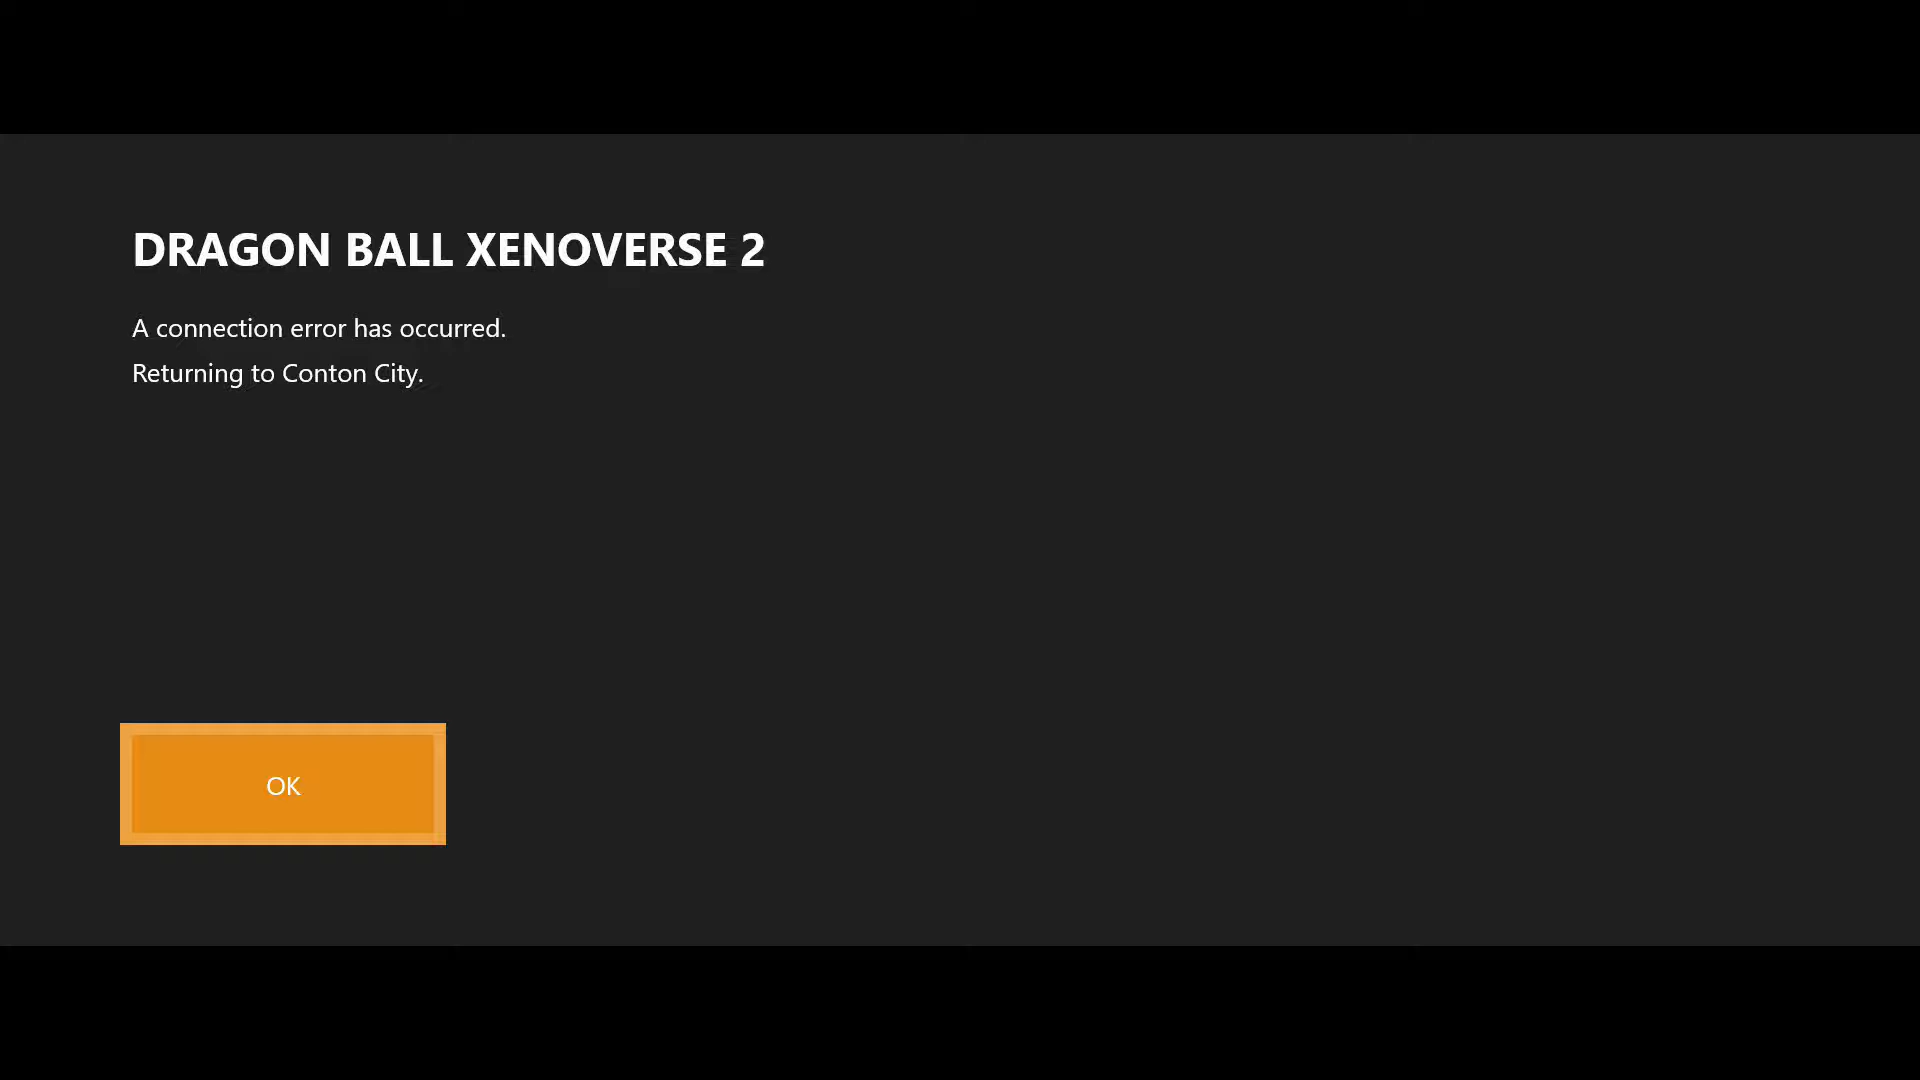 DRAGON BALL XENOVERSE 2
A connection error has occurred.
Returning to Conton City.
OK